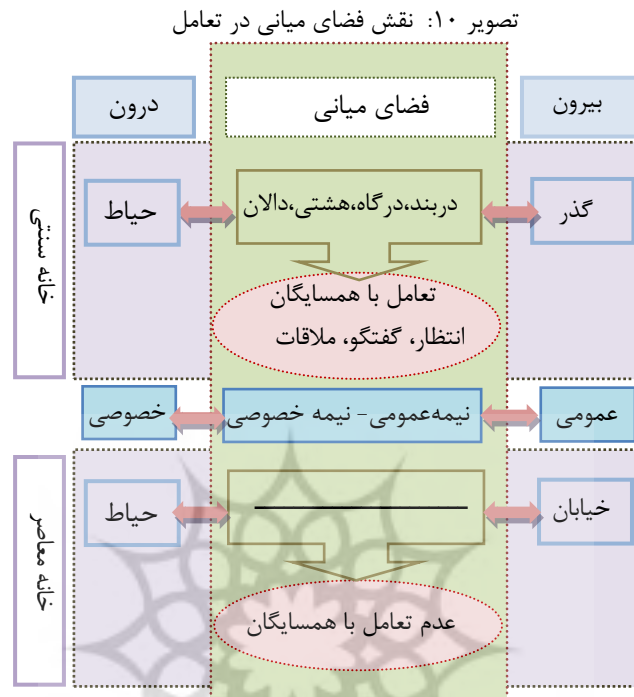 تصویر ۱۰: نقش فضای میانی در تعامل
بیرون
فضای میانی
درون
خانه سنتی
گذر
دربند،درگاه،هشتی،دالان
حیاط
تعامل با همسایگان
انتظار، گفتگو، ملاقات
عمومی
نیمه‌عمومی - نیمه خصوصی
خصوصی
خانه معاصر
خیابان
حیاط
عدم تعامل با همسایگان